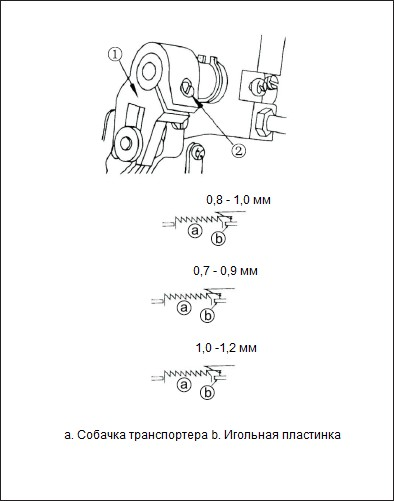 ①
②
0,8 - 1,0 мм
a
b
0,7 - 0,9 мм
a
b
1,0 -1,2 мм
a
b
a. Собачка транспортера b. Игольная пластинка